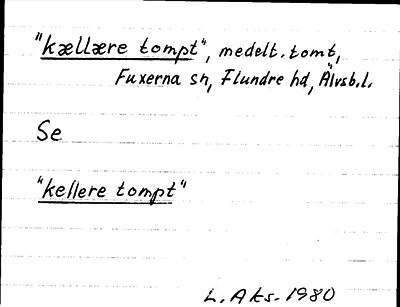 "kællære tompt", medelt. tomt,
Fuxerna sn, Flundre hd, Älvsb.l.
Se
"kellere tompt"
L. Aks. 1980